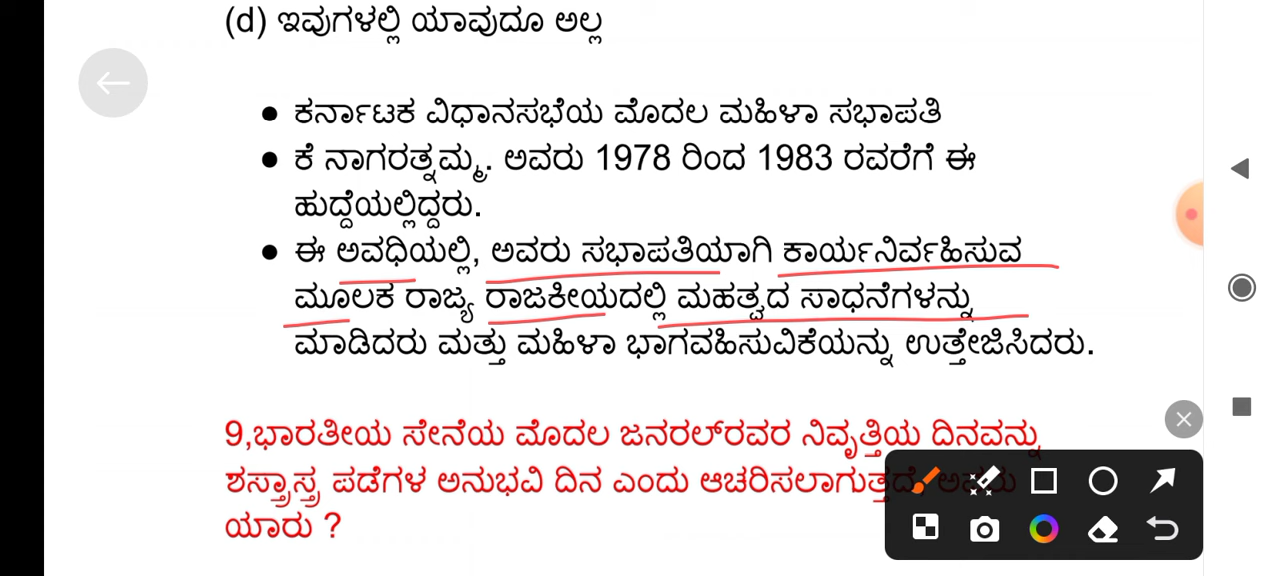 (d) ಇವುಗಳಲ್ಲಿ ಯಾವುದೂ ಅಲ್ಲ
● ಕರ್ನಾಟಕ ವಿಧಾನಸಭೆಯ ಮೊದಲ ಮಹಿಳಾ ಸಭಾಪತಿ
● ಕೆ ನಾಗರತ್ನಮ್ಮ. ಅವರು 1978 ರಿಂದ 1983 ರವರೆಗೆ ಈ
ಹುದ್ದೆಯಲ್ಲಿದ್ದರು.
● ಈ ಅವಧಿಯಲ್ಲಿ, ಅವರು ಸಭಾಪತಿಯಾಗಿ ಕಾರ್ಯನಿರ್ವಹಿಸುವ
ಮೂಲಕ ರಾಜ್ಯ ರಾಜಕೀಯದಲ್ಲಿ ಮಹತ್ವದ ಸಾಧನೆಗಳನ್ನು
ಮಾಡಿದರು ಮತ್ತು ಮಹಿಳಾ ಭಾಗವಹಿಸುವಿಕೆಯನ್ನು ಉತ್ತೇಜಿಸಿದರು.
9,ಭಾರತೀಯ ಸೇನೆಯ ಮೊದಲ ಜನರಲ್‌ರವರ ನಿವೃತ್ತಿಯ ದಿನವನ್ನು
ಶಸ್ತ್ರಾಸ್ತ್ರ ಪಡೆಗಳ ಅನುಭವಿ ದಿನ ಎಂದು ಆಚರಿಸಲಾಗುತ್ತದೆ
ಯಾರು ?